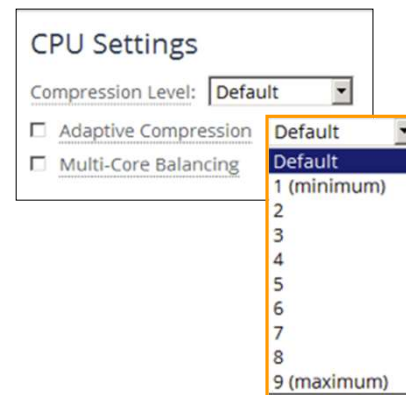 CPU Settings
Compression Level: Default
Adaptive Compression
Multi-Core Balancing
Default
Default
1 (minimum)
2
3
4
5
6
7
8
9 (maximum)